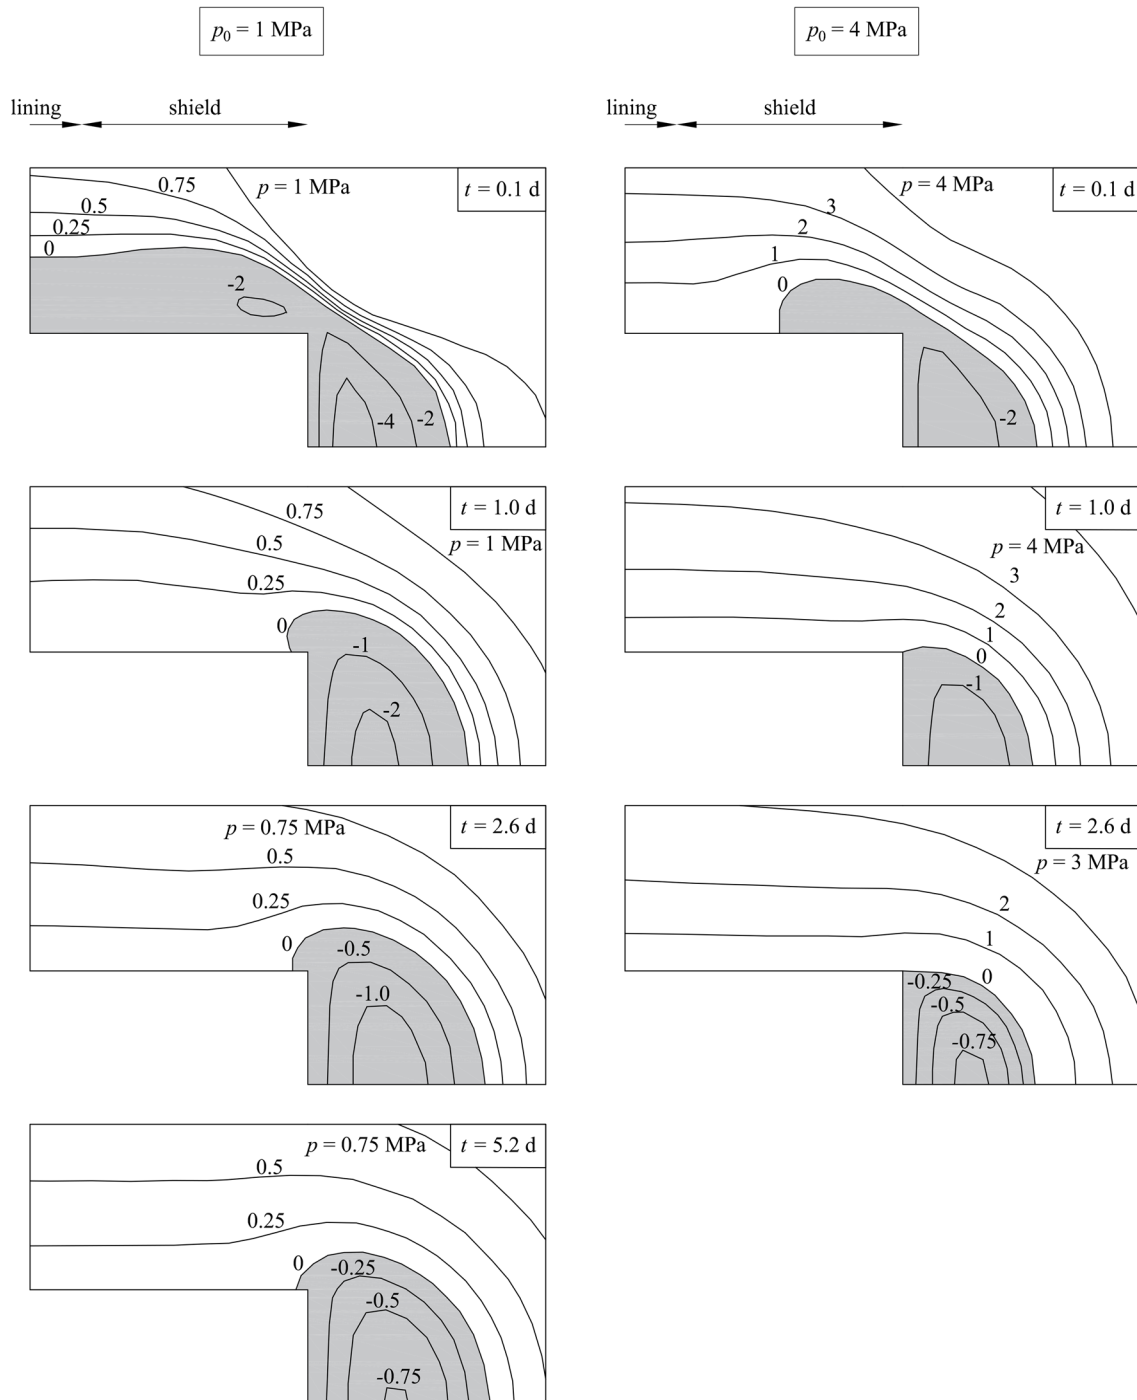 p0 = 1 MPa
p0 = 4 MPa
lining shield
lining shield
0.75 p = 1 MPa t = 0.1 d
0.5
0.25
0
-2
-4 -2
p = 4 MPa t = 0.1 d
3
2
1
0
-2
t = 1.0 d
0.75
p = 1 MPa
0.5
0.25
0
-1
-2
t = 1.0 d
p = 4 MPa
3
2
1
0
-1
p = 0.75 MPa t = 2.6 d
0.5
0.25
0 -0.5
-1.0
t = 2.6 d
p = 3 MPa
2
1
0
-0.25
-0.5
-0.75
p = 0.75 MPa t = 5.2 d
0.5
0.25
0 -0.25
-0.5
-0.75